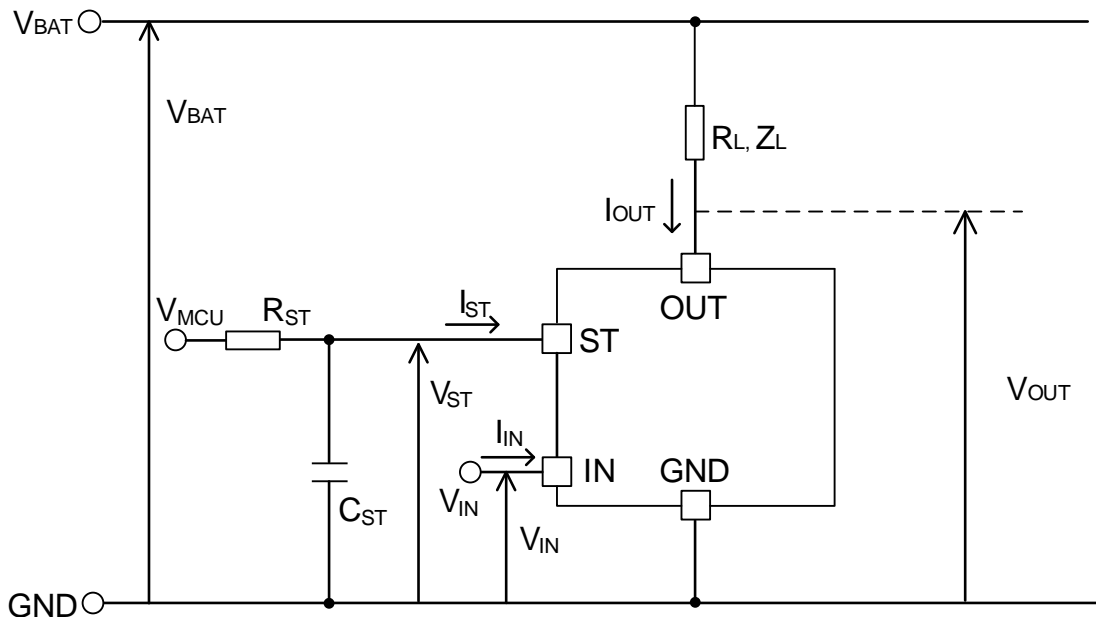 VBAT
VBAT
RL, ZL
IOUT
OUT
VMCU
RST
IST
ST
VST
VOUT
IIN
IN
GND
VIN
CST
VIN
GND